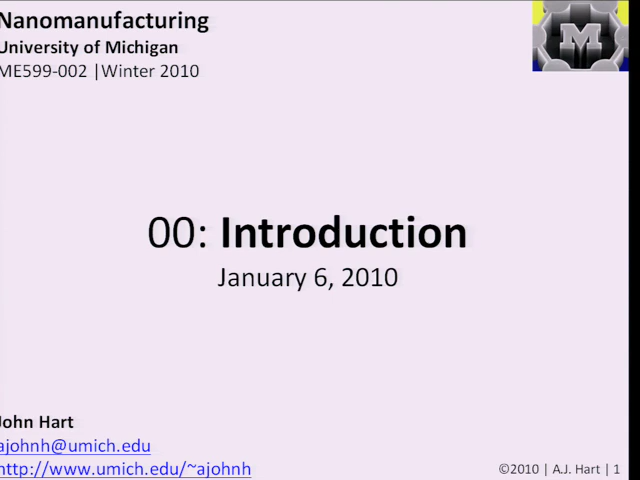 Nanomanufacturing
University of Michigan
ME599-002 |Winter 2010
M
00: Introduction
January 6, 2010
John Hart
ajohnh@umich.edu
http://www.umich.edu/~ajohnh
©2010 | A.J. Hart | 1